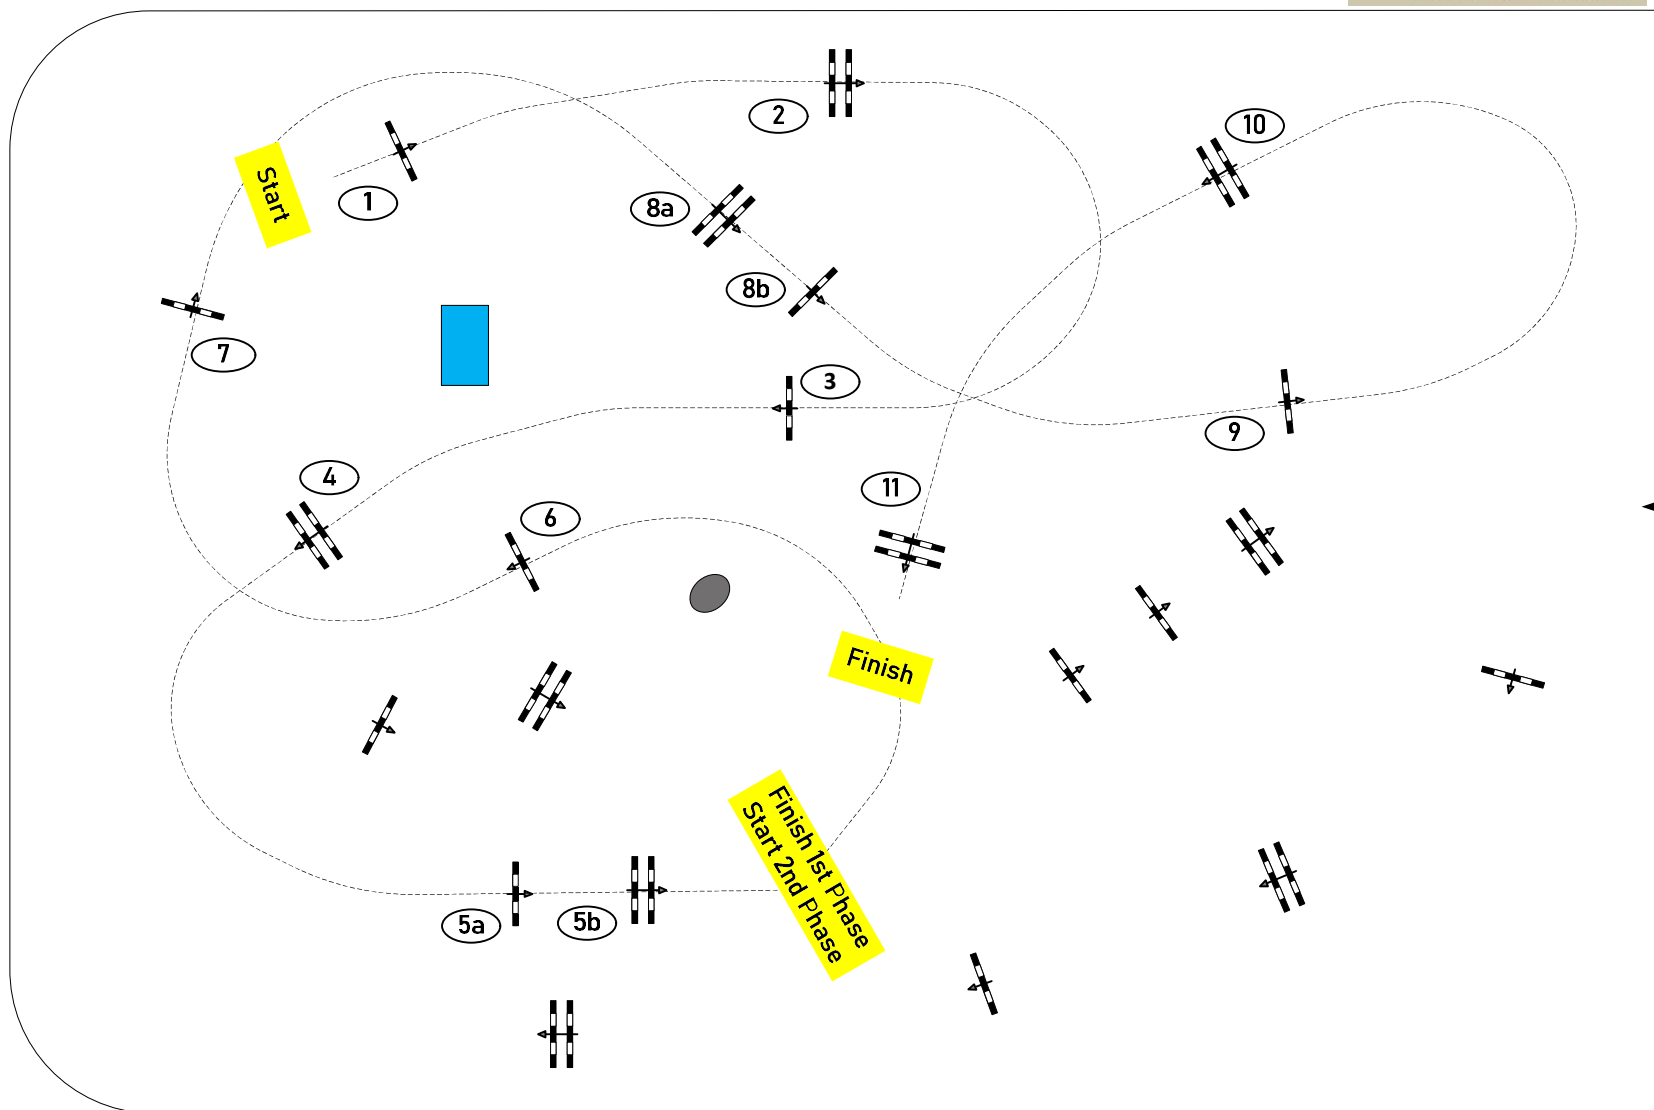 2
10
Start
1
8a
8b
7
3
9
4
11
6
Finish
Finish 1st Phase
Start 2nd Phase
5a
5b